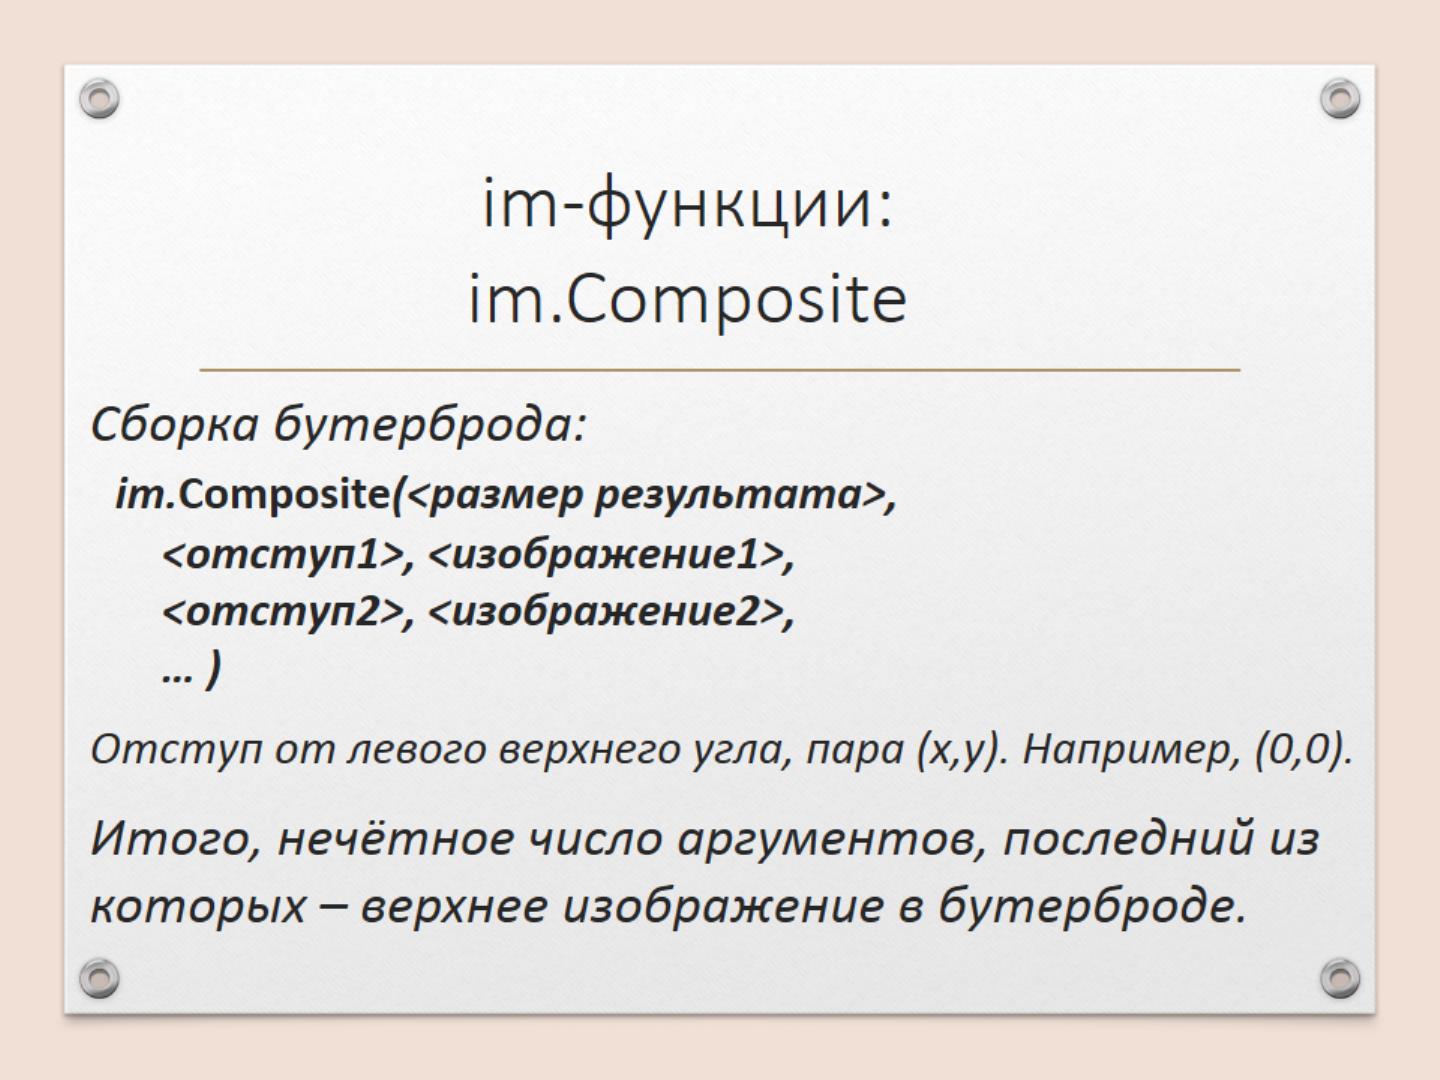 im-функции:
im.Composite
Сборка бутерброда:
im.Composite(<размер результата>,
<отступ1>, <изображение1>,
<отступ2>, <изображение2>,
... )
Отступ от левого верхнего угла, пара (x,y). Например, (0,0).
Итого, нечётное число аргументов, последний из
которых – верхнее изображение в бутерброде.